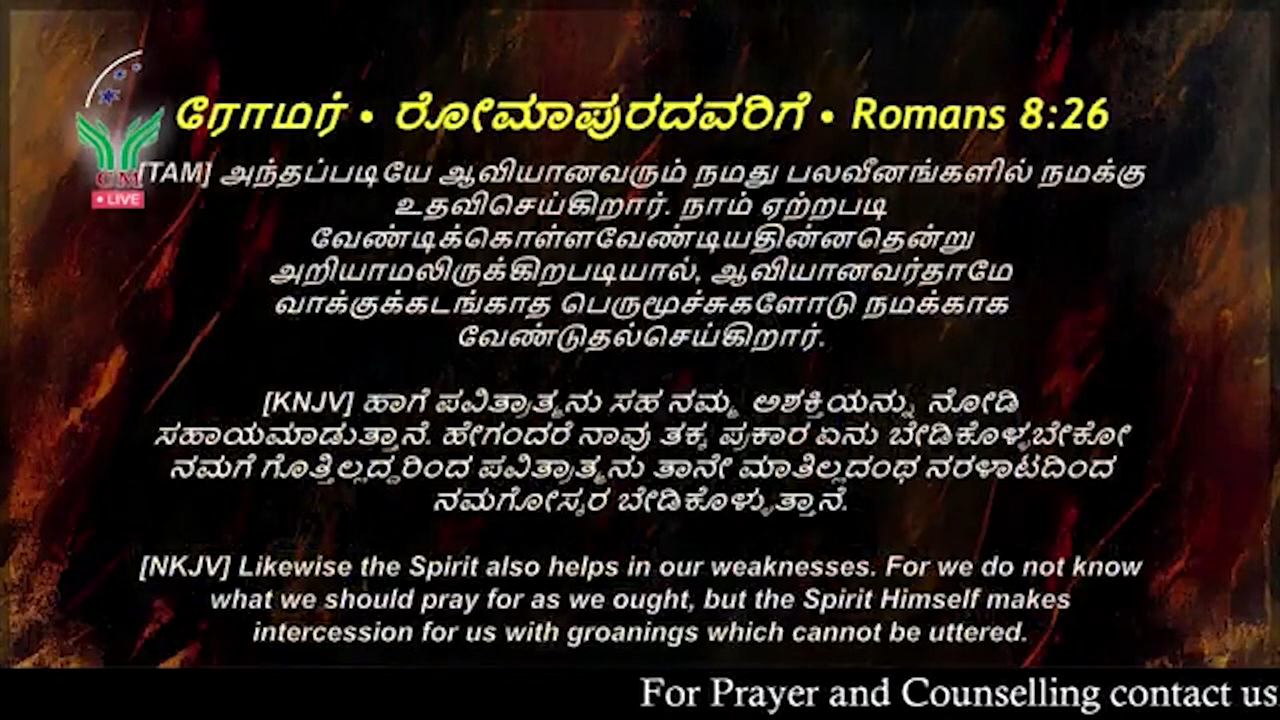 ரோமர் • ರೋಮಾಪುರದವರಿಗೆ • Romans 8:26
[TAM] அந்தப்படியே ஆவியானவரும் நமது பலவீனங்களில் நமக்கு
உதவிசெய்கிறார். நாம் ஏற்றபடி
வேண்டிக்கொள்ளவேண்டியதின்னதென்று
அறியாமலிருக்கிறபடியால், ஆவியானவர்தாமே
வாக்குக்கடங்காத பெருமூச்சுகளோடு நமக்காக
வேண்டுதல்செய்கிறார்.
[KNJV] ಹಾಗೆ ಪವಿತ್ರಾತ್ಮನು ಸಹ ನಮ್ಮ ಅಶಕ್ತಿಯನ್ನು ನೋಡಿ
ಸಹಾಯಮಾಡುತ್ತಾನೆ. ಹೇಗಂದರೆ ನಾವು ತಕ್ಕ ಪ್ರಕಾರ ಏನು ಬೇಡಿಕೊಳ್ಳಬೇಕೋ
ನಮಗೆ ಗೊತ್ತಿಲ್ಲದ್ದರಿಂದ ಪವಿತ್ರಾತ್ಮನು ತಾನೇ ಮಾತಿಲ್ಲದಂಥ ನರಳಾಟದಿಂದ
ನಮಗೋಸ್ಕರ ಬೇಡಿಕೊಳ್ಳುತ್ತಾನೆ.
[NKJV] Likewise the Spirit also helps in our weaknesses. For we do not know
what we should pray for as we ought, but the Spirit Himself makes
intercession for us with groanings which cannot be uttered.
LIVE
For Prayer and Counselling contact us